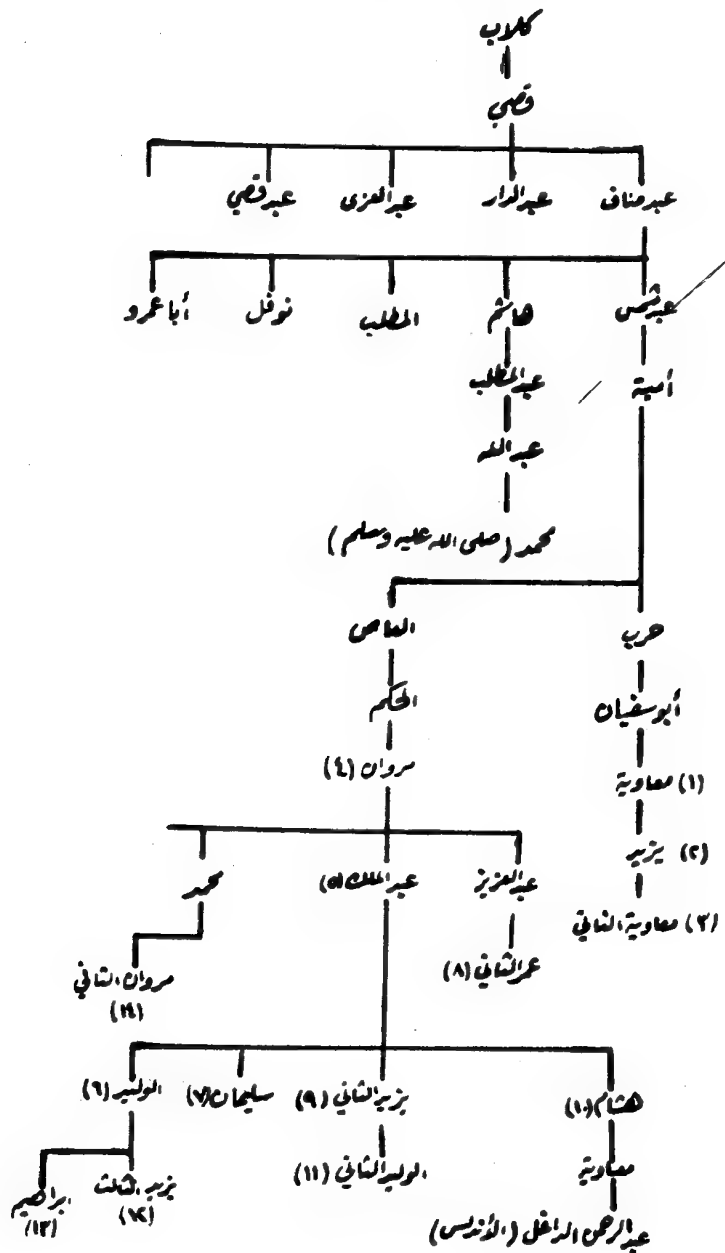 كلاب
قصي
عبد مناف عبد الدار عبد العزى عبد قصي
عبد شمس هاشم المطلب نوفل أبا عمرو
أمية عبد المطلب
عبد الله
محمد (صلى الله عليه وسلم)
حرب العاص
أبو سفيان الحكم
(١) معاوية مروان (٤)
(٢) يزيد
عبد العزيز عبد الملك (٥) محمد
(٣) معاوية الثاني
عمر الثاني (٨) مروان الثاني
(١٤)
هشام (١٠) يزيد الثاني (٩) سليمان (٧) الوليد (٦)
معاوية الوليد الثاني (١١) يزيد الثالث ابراهيم
(١٢) (١٣)
عبد الرحمن الداخل (الأندلس)